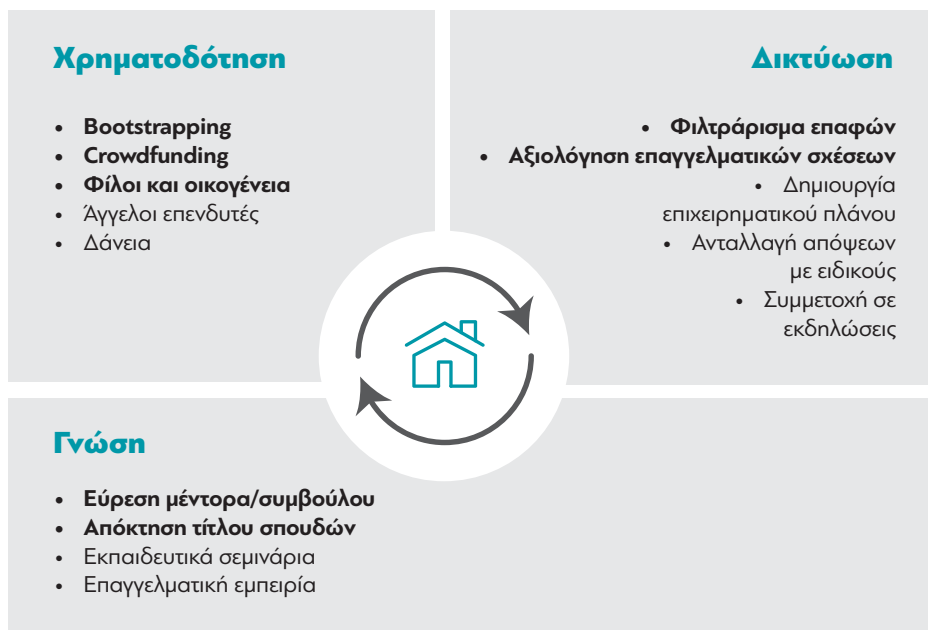 Χρηματοδότηση
• Bootstrapping
• Crowdfunding
• Φίλοι και οικογένεια
• Άγγελοι επενδυτές
• Δάνεια
Δικτύωση
• Φιλτράρισμα επαφών
• Αξιολόγηση επαγγελματικών σχέσεων
• Δημιουργία
επιχειρηματικού πλάνου
• Ανταλλαγή απόψεων
με ειδικούς
• Συμμετοχή σε
εκδηλώσεις
Γνώση
• Εύρεση μέντορα/συμβούλου
• Απόκτηση τίτλου σπουδών
• Εκπαιδευτικά σεμινάρια
• Επαγγελματική εμπειρία